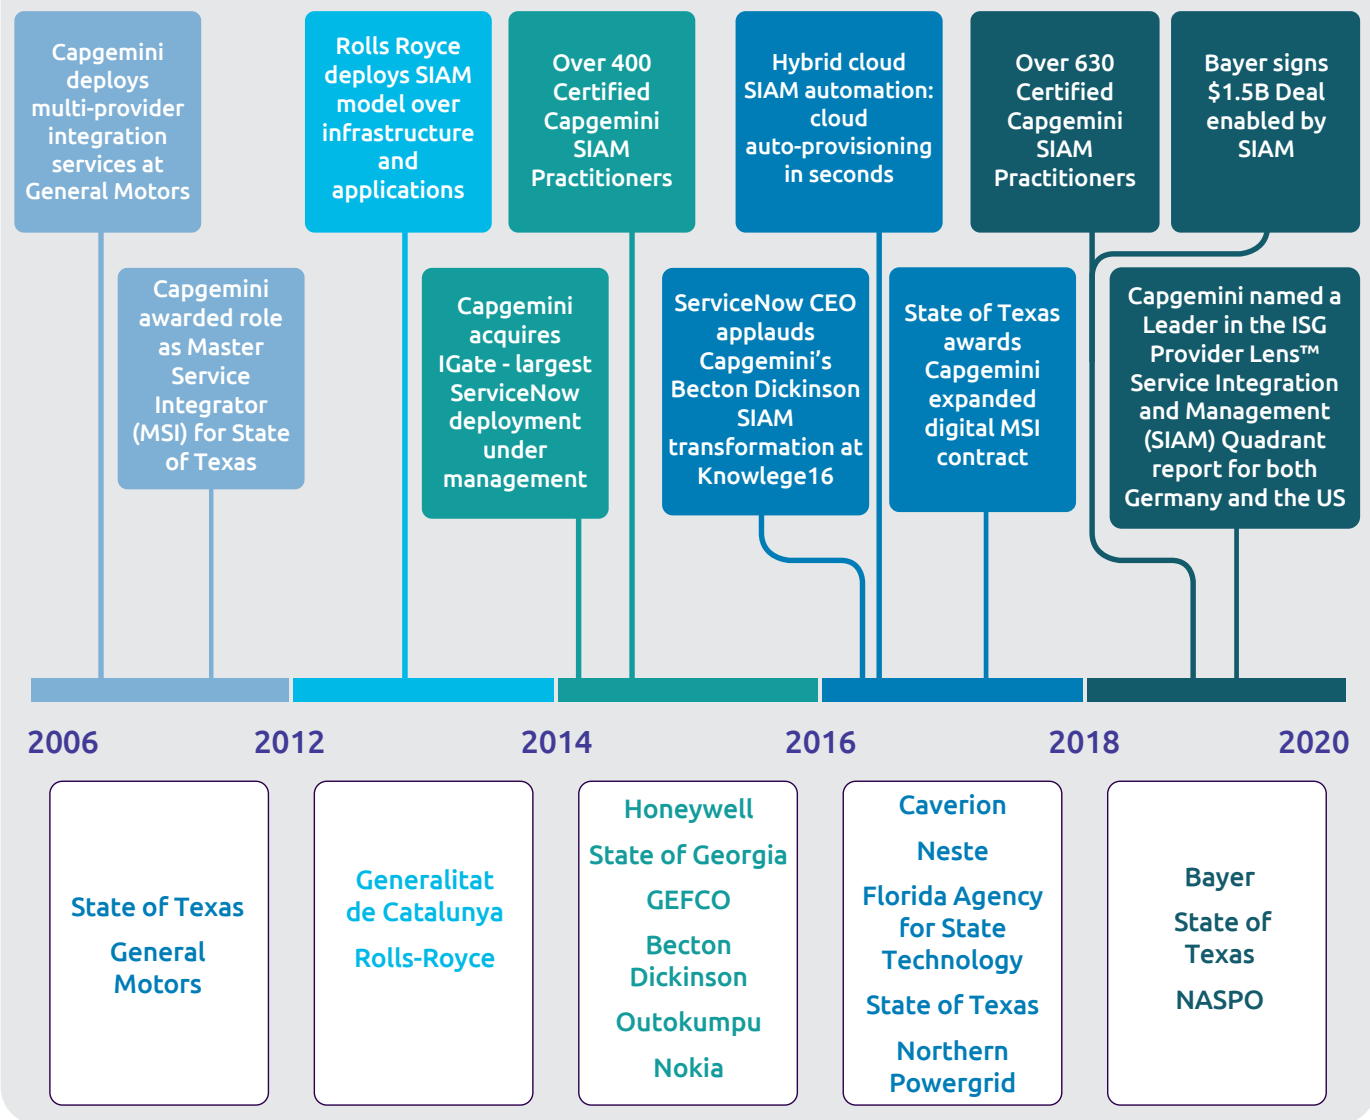 Capgemini
deploys
multi-provider
integration
services at
General Motors
Rolls Royce
deploys SIAM
model over
infrastructure
and
applications
Over 400
Certified
Capgemini
SIAM
Practitioners
Hybrid cloud
SIAM automation:
cloud
auto-provisioning
in seconds
Over 630
Certified
Capgemini
SIAM
Practitioners
Bayer signs
$1.5B Deal
enabled by
SIAM
Capgemini
awarded role
as Master
Service
Integrator
(MSI) for State
of Texas
Capgemini
acquires
IGate - largest
ServiceNow
deployment
under
management
ServiceNow CEO
applauds
Capgemini’s
Becton Dickinson
SIAM
transformation at
Knowlege16
State of Texas
awards
Capgemini
expanded
digital MSI
contract
Capgemini named a
Leader in the ISG
Provider Lens™
Service Integration
and Management
(SIAM) Quadrant
report for both
Germany and the US
2006
2012
2014
2016
2018
2020
State of Texas
General
Motors
Generalitat
de Catalunya
Rolls-Royce
Honeywell
State of Georgia
GEFCO
Becton
Dickinson
Outokumpu
Nokia
Caverion
Neste
Florida Agency
for State
Technology
State of Texas
Northern
Powergrid
Bayer
State of
Texas
NASPO